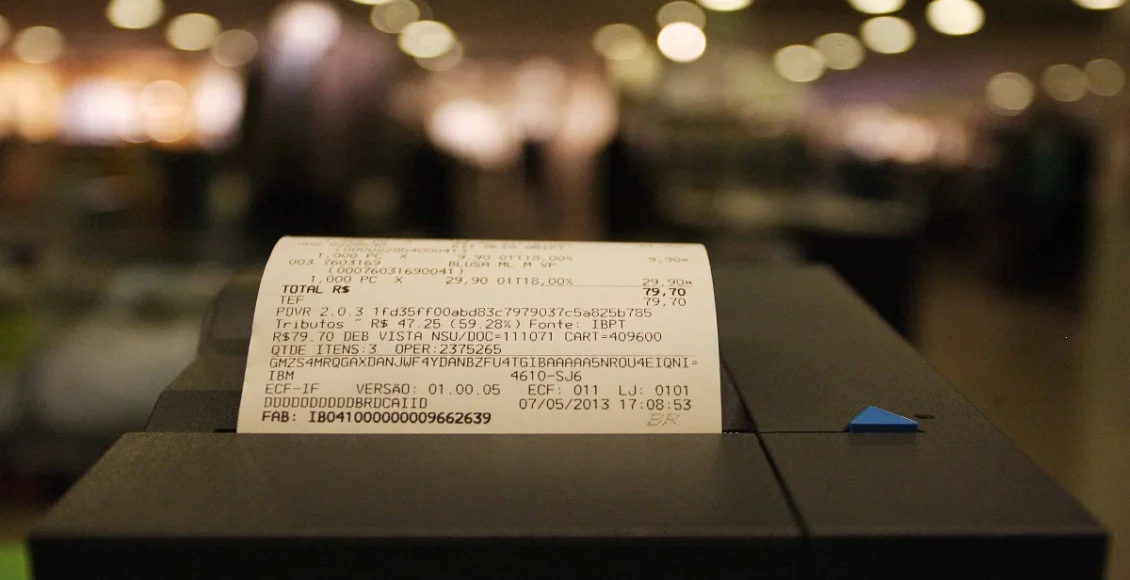 1,000 PC X 9,90 01T18,00% 9,90¤
003 7603169 BLUSA ML M VP
(00076031690041)
1,000 PC X 29,90 01T18,00% 29,90¤
TOTAL R$ 79,70
TEF 79,70
PDVR 2.0.3 1fd35ff00abd83c7979037c5a825b785
Tributos ~ R$ 47.25 (59.28%) Fonte: IBPT
R$79.70 DEB VISTA NSU/DOC=111071 CART=409600
QTDE ITENS:3 OPER:2375265
GMZS4MRQGAXDANJWF4YDANBZFU4TGIBAAAAA5NROU4EIQNI=
IBM 4610-SJ6
ECF-IF VERSÃO: 01.00.05 ECF: 011 LJ: 0101
DDDDDDDDDDBRDCAIID 07/05/2013 17:08:53
FAB: IBO41000000009662639 BR